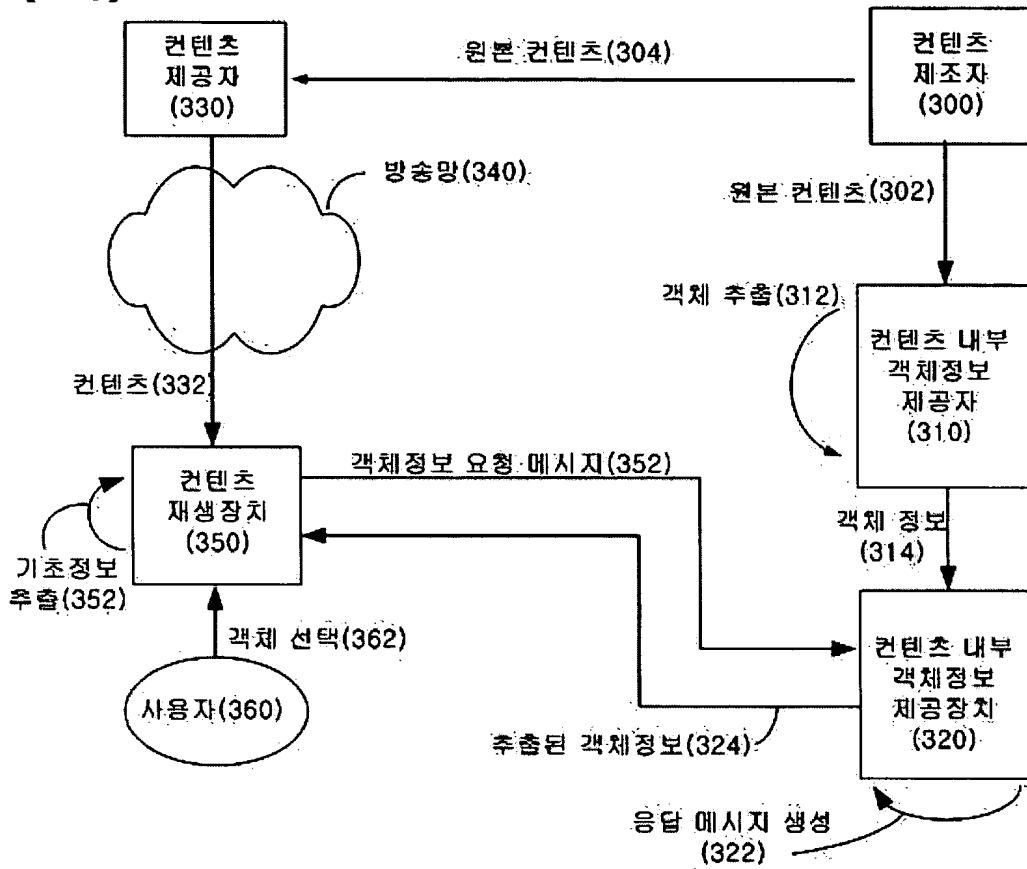 컨텐츠
제공자
(330)
원본 컨텐츠(304)
컨텐츠
제조자
(300)
방송망(340)
원본 컨텐츠(302)
객체 추출(312)
컨텐츠 내부
객체정보
제공자
(310)
컨텐츠(332)
객체정보 요청 메시지(352)
컨텐츠
재생장치
(350)
기초정보
추출(352)
객체 정보
(314)
객체 선택(362)
사용자(360)
컨텐츠 내부
객체정보
제공장치
(320)
추출된 객체정보(324)
응답 메시지 생성
(322)